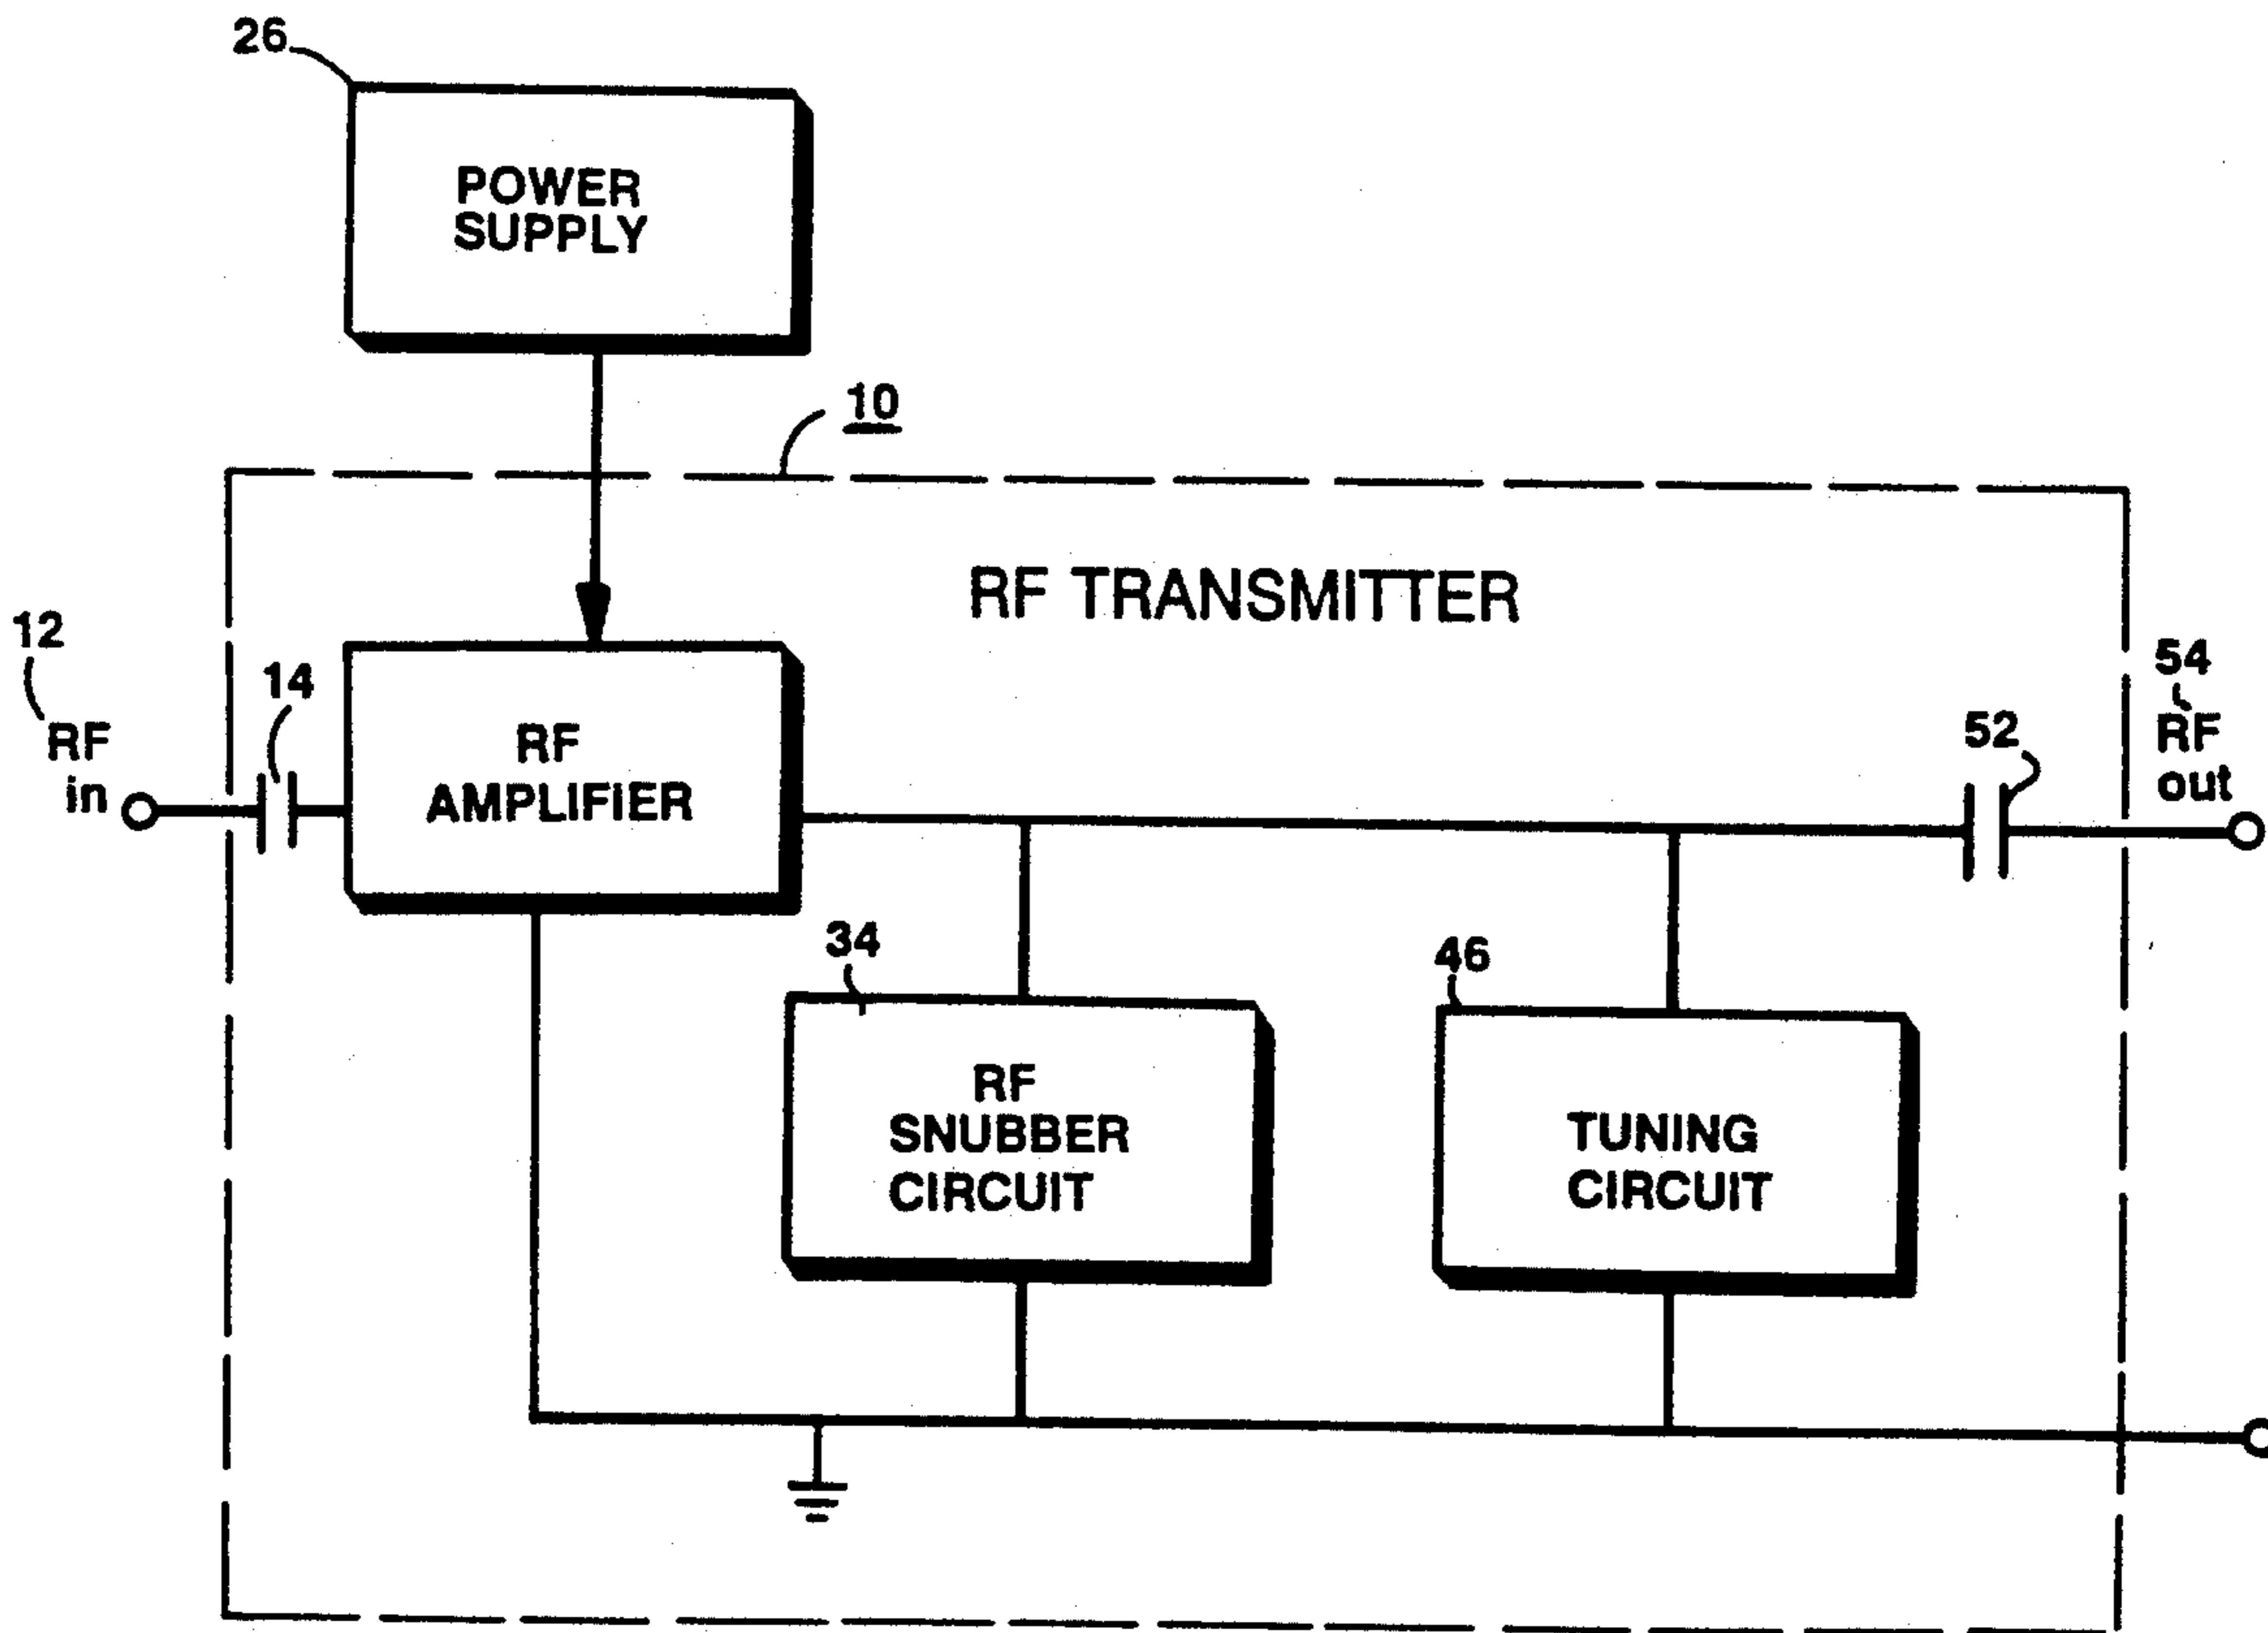 26
POWER
SUPPLY
10
RF TRANSMITTER
12
RF
in
14
RF
AMPLIFIER
52
54
RF
out
34
RF
SNUBBER
CIRCUIT
46
TUNING
CIRCUIT